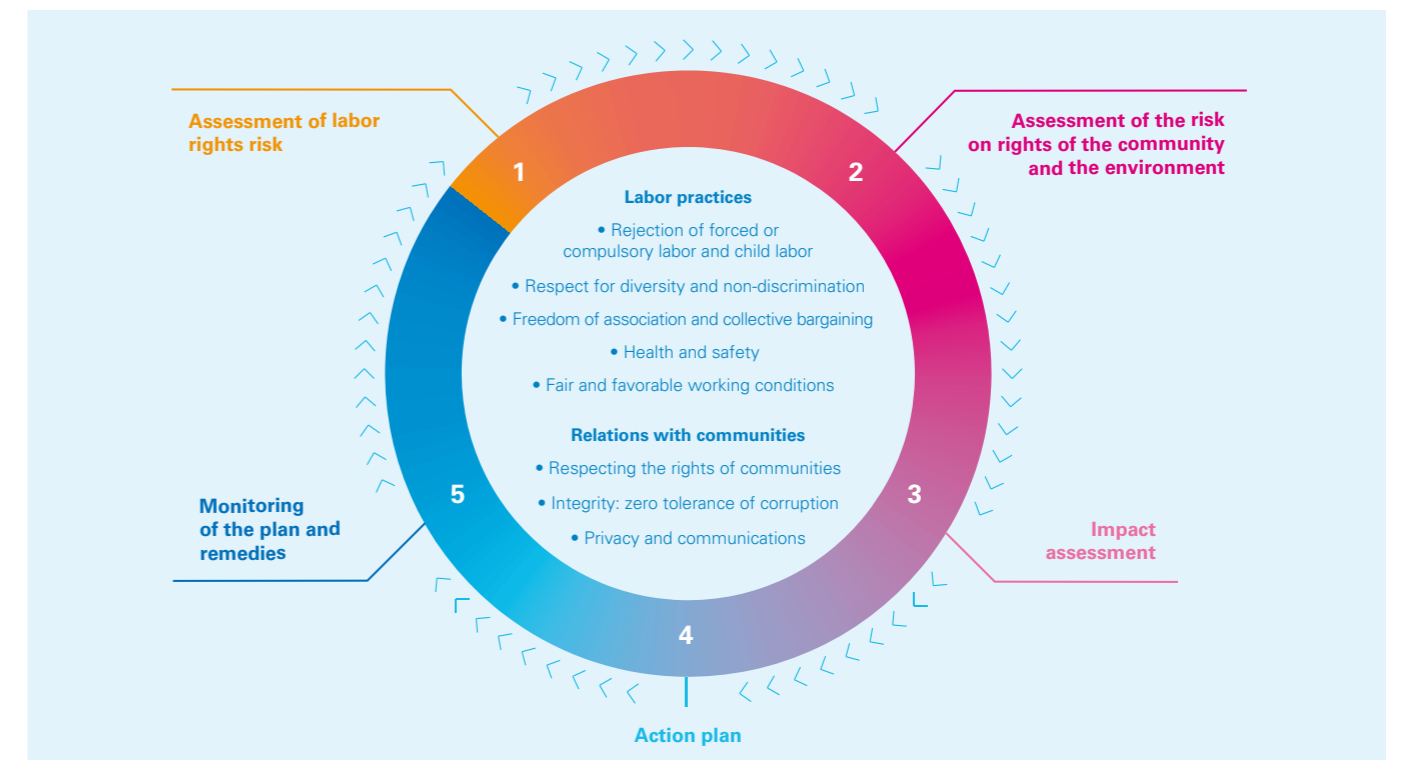 Assessment of labor
rights risk
Assessment of the risk
on rights of the community
and the environment
1
2
Labor practices
• Rejection of forced or
compulsory labor and child labor
• Respect for diversity and non-discrimination
• Freedom of association and collective bargaining
• Health and safety
• Fair and favorable working conditions
Relations with communities
• Respecting the rights of communities
• Integrity: zero tolerance of corruption
• Privacy and communications
5
3
Monitoring
of the plan and
remedies
Impact
assessment
4
Action plan